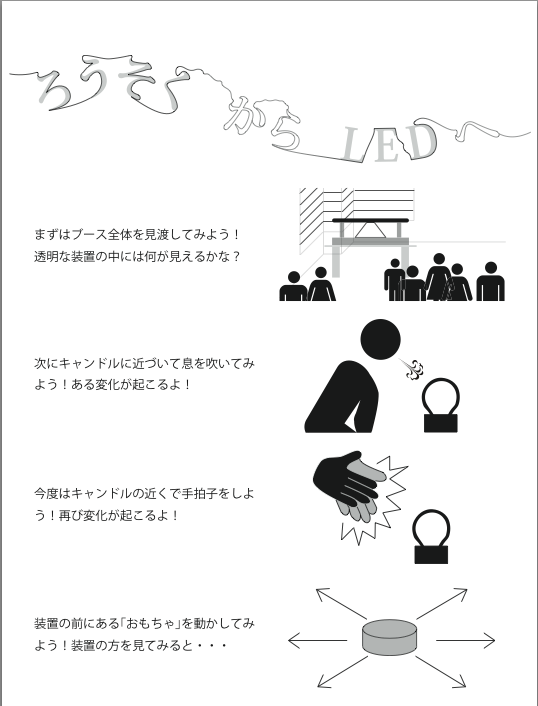 ろうそくからLEDへ
まずはブース全体を見渡してみよう！
透明な装置の中には何が見えるかな？
次にキャンドルに近づいて息を吹いてみ
よう！ある変化が起こるよ！
今度はキャンドルの近くで手拍子をしよ
う！再び変化が起こるよ！
装置の前にある｢おもちゃ｣を動かしてみ
よう！装置の方を見てみると・・・